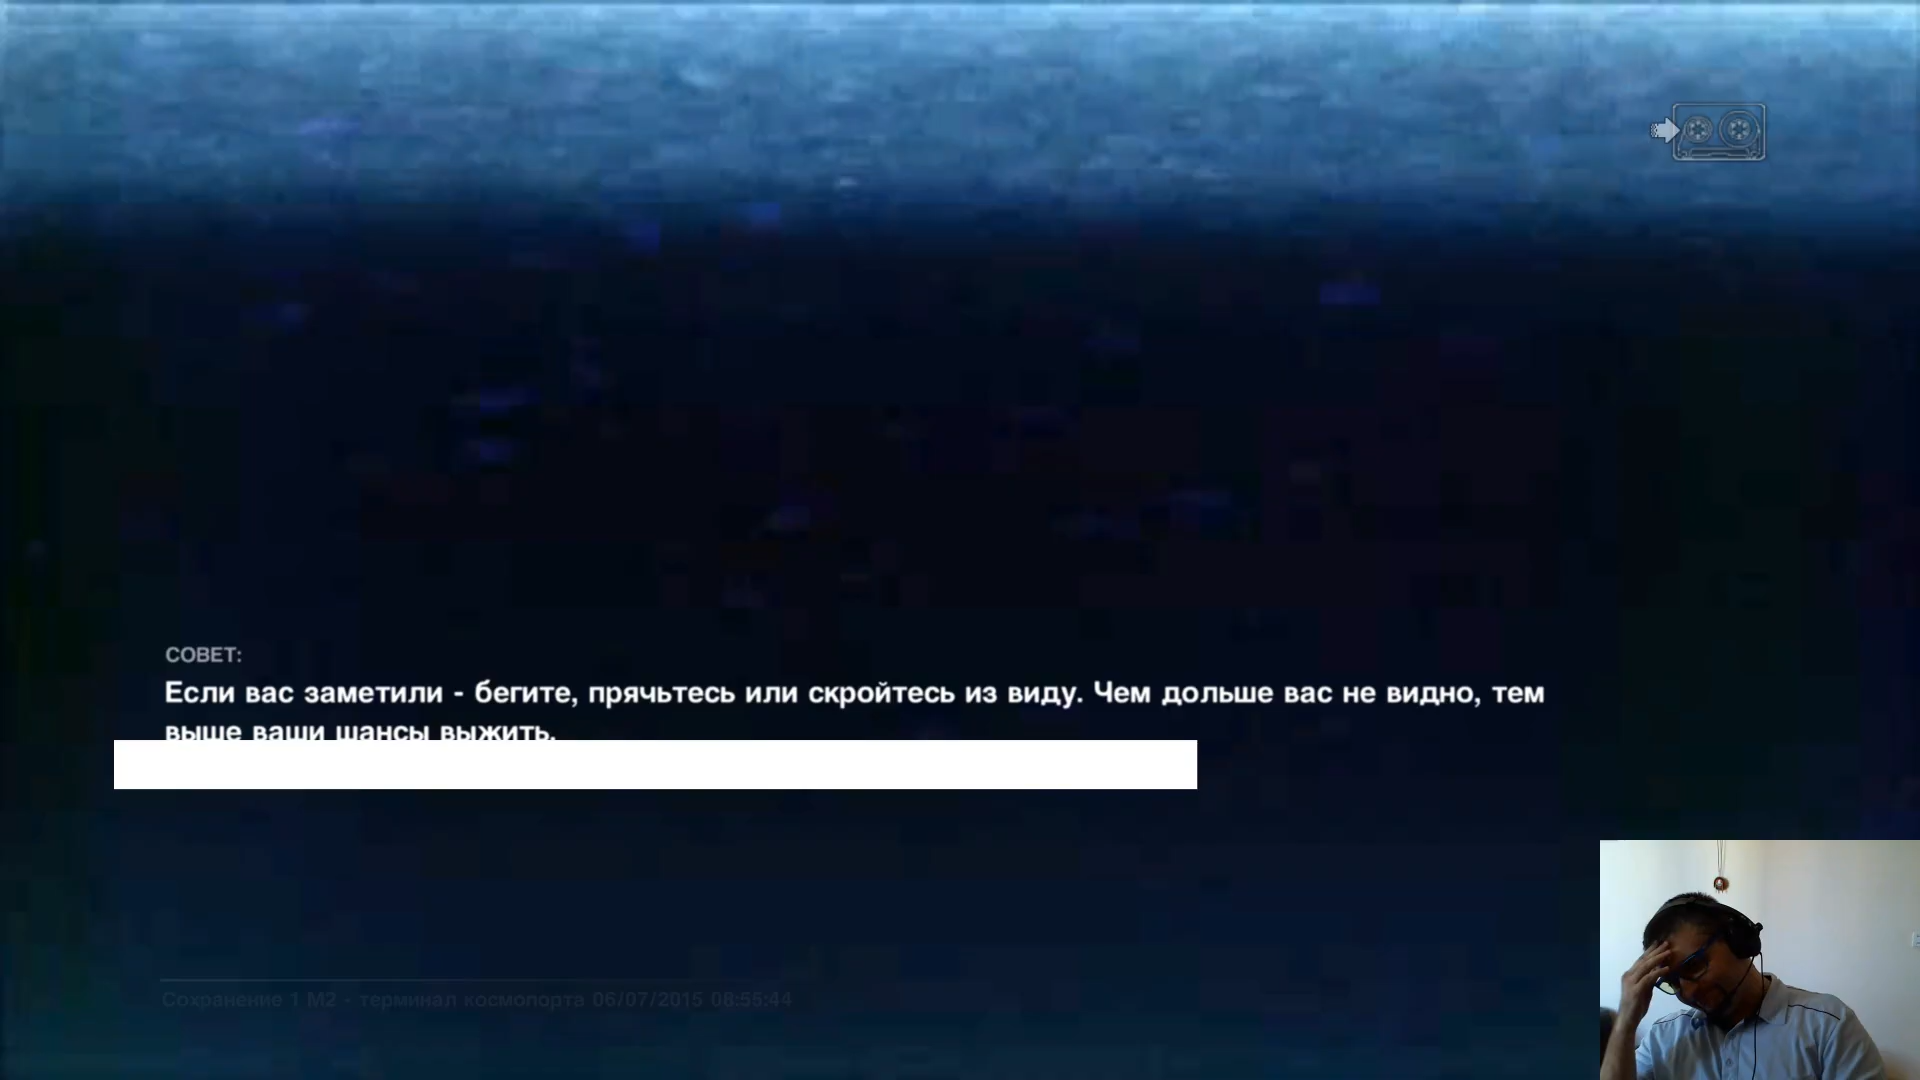 СОВЕТ:
Если вас заметили - бегите, прячьтесь или скройтесь из виду. Чем дольше вас не видно, тем
выше ваши шансы выжить.
Сохранение 1 M2 - терминал космопорта 06/07/2015 08:55:44